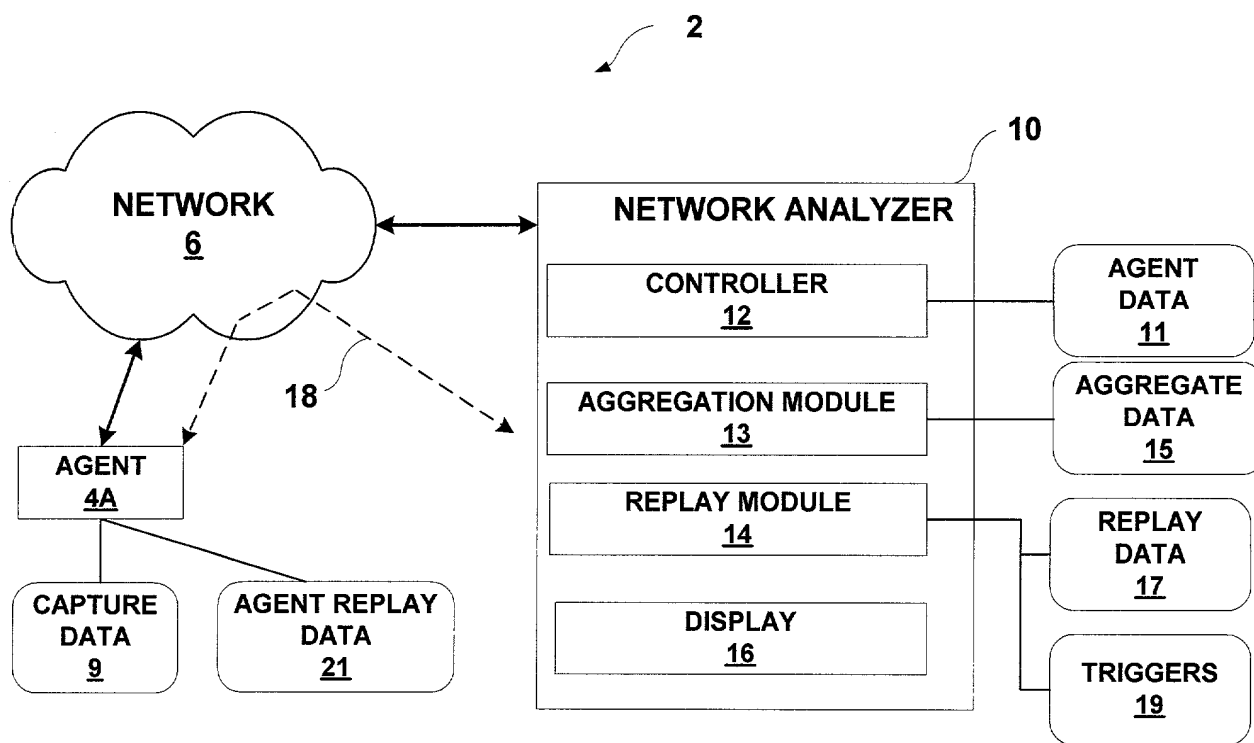 2
10
NETWORK
6
NETWORK ANALYZER
CONTROLLER
12
AGENT
DATA
11
18
AGGREGATION MODULE
13
AGGREGATE
DATA
15
AGENT
4A
REPLAY MODULE
14
REPLAY
DATA
17
CAPTURE
DATA
9
AGENT REPLAY
DATA
21
DISPLAY
16
TRIGGERS
19